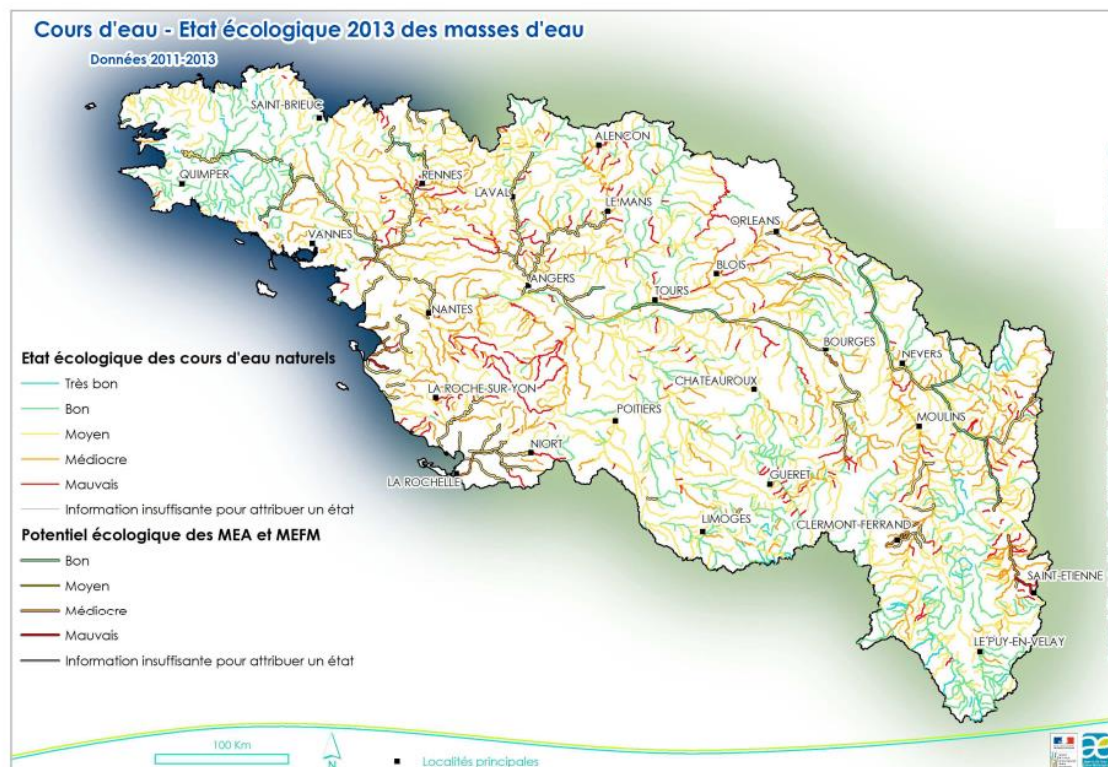 Cours d'eau - Etat écologique 2013 des masses d'eau
Données 2011-2013
SAINT-BRIEUC
ALENCON
QUIMPER
RENNES
LAVAL
LE MANS
ORLEANS
VANNES
BLOIS
ANGERS
TOURS
NANTES
BOURGES
NEVERS
CHATEAUROUX
LA ROCHE-SUR-YON
POITIERS
MOULINS
NIORT
LA ROCHELLE
GUERET
LIMOGES
CLERMONT-FERRAND
SAINT-ETIENNE
LE PUY-EN-VELAY
Etat écologique des cours d'eau naturels
Très bon
Bon
Moyen
Médiocre
Mauvais
Information insuffisante pour attribuer un état
Potentiel écologique des MEA et MEFM
Bon
Moyen
Médiocre
Mauvais
Information insuffisante pour attribuer un état
100 Km
N
Localités principales